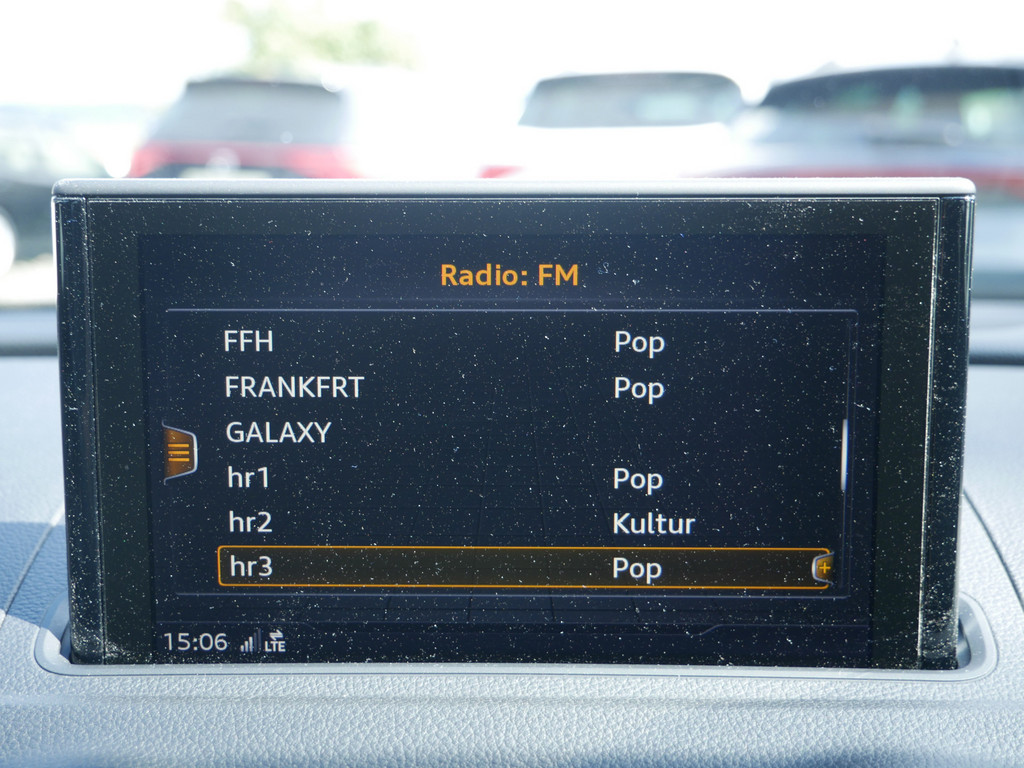 Radio: FM
FFH Pop
FRANKFRT Pop
GALAXY
hr1 Pop
hr2 Kultur
hr3 Pop
15:06 LTE